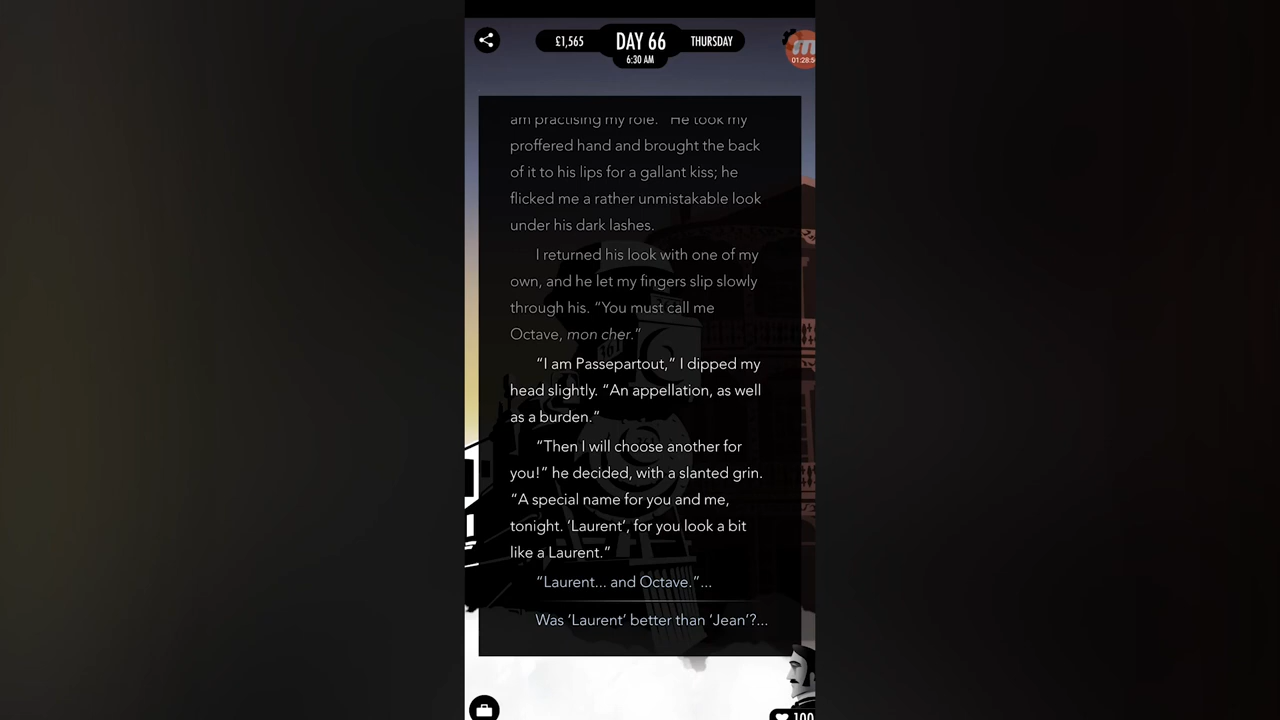 £1,565
DAY 66
THURSDAY
6:30 AM
01:28:5
am practising my role." "He took my
proffered hand and brought the back
of it to his lips for a gallant kiss; he
flicked me a rather unmistakable look
under his dark lashes.
I returned his look with one of my
own, and he let my fingers slip slowly
through his. “You must call me
Octave, mon cher.”
“I am Passepartout,” I dipped my
head slightly. “An appellation, as well
as a burden.”
“Then I will choose another for
you!” he decided, with a slanted grin.
“A special name for you and me,
tonight. ‘Laurent’, for you look a bit
like a Laurent.”
“Laurent... and Octave.”...
Was ‘Laurent’ better than ‘Jean’?...
100